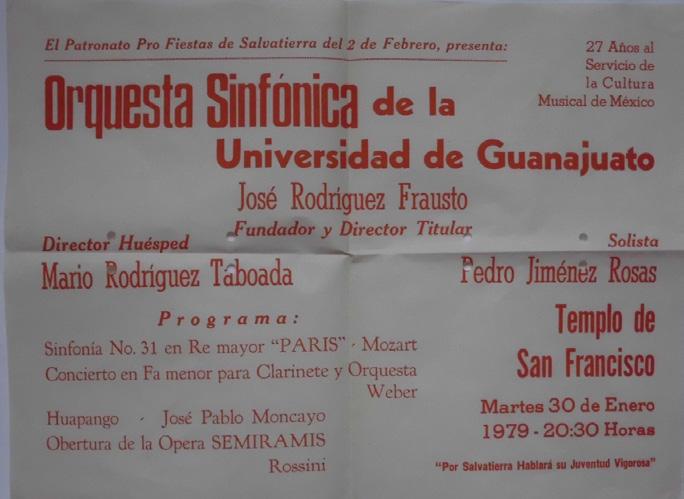 El Patronato Pro Fiestas de Salvatierra del 2 de Febrero, presenta:
27 Años al
Servicio de
la Cultura
Musical de México
Orquesta Sinfónica de la
Universidad de Guanajuato
José Rodríguez Frausto
Fundador y Director Titular
Director Huésped
Mario Rodríguez Taboada
Solista
Pedro Jiménez Rosas
Programa:
Sinfonía No. 31 en Re mayor "PARIS" - Mozart
Concierto en Fa menor para Clarinete y Orquesta
Weber
Huapango - José Pablo Moncayo
Obertura de la Opera SEMIRAMIS
Rossini
Templo de
San Francisco
Martes 30 de Enero
1979 - 20:30 Horas
"Por Salvatierra Hablará su Juventud Vigorosa"